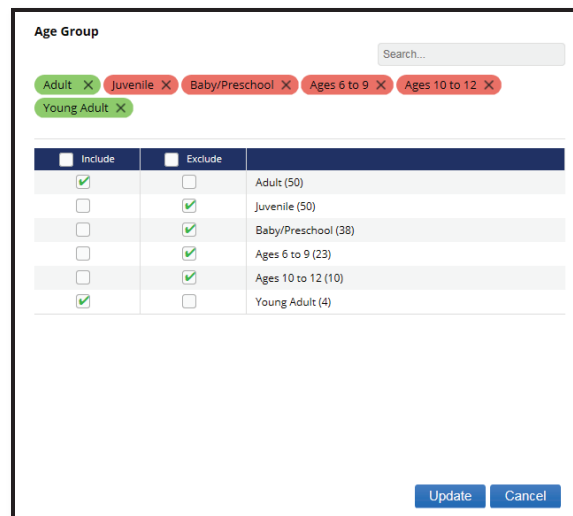 Age Group
Search...
Adult X Juvenile X Baby/Preschool X Ages 6 to 9 X Ages 10 to 12 X
Young Adult X
Include Exclude
Adult (50)
Juvenile (50)
Baby/Preschool (38)
Ages 6 to 9 (23)
Ages 10 to 12 (10)
Young Adult (4)
Update Cancel